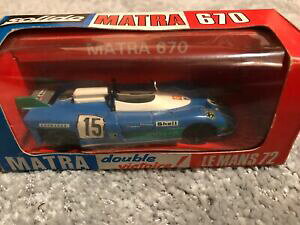 solido MATRA 670
MATRA 670
15
Shell
MATRA double victoire! LE MANS 72